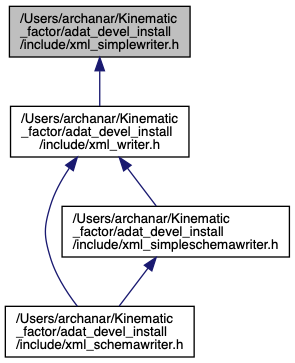 /Users/archanar/Kinematic
_factor/adat_devel_install
/include/xml_simplewriter.h
/Users/archanar/Kinematic
_factor/adat_devel_install
/include/xml_writer.h
/Users/archanar/Kinematic
_factor/adat_devel_install
/include/xml_simpleschemawriter.h
/Users/archanar/Kinematic
_factor/adat_devel_install
/include/xml_schemawriter.h